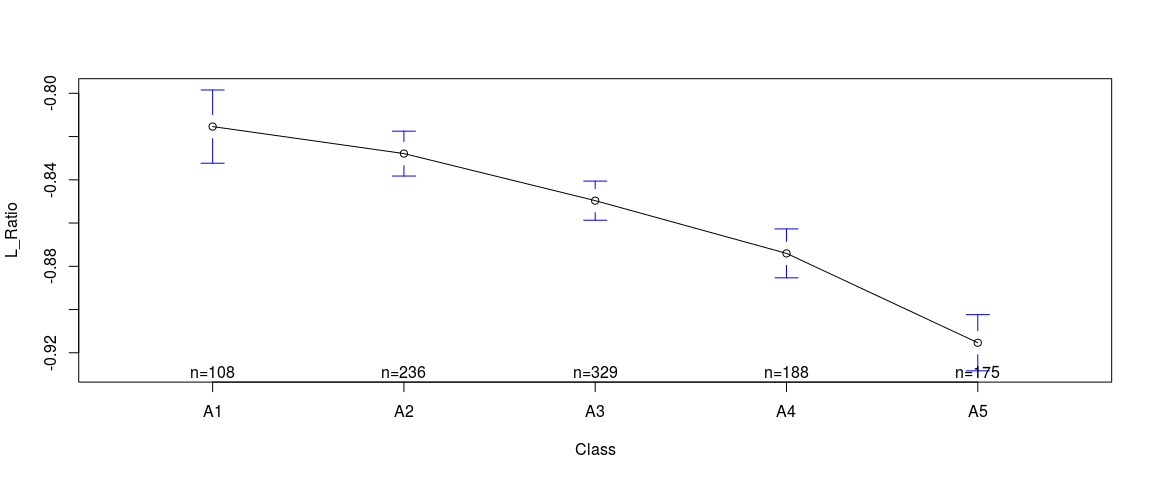 -0.80
-0.84
-0.88
-0.92
L_Ratio
n=108 n=236 n=329 n=188 n=175
A1 A2 A3 A4 A5
Class